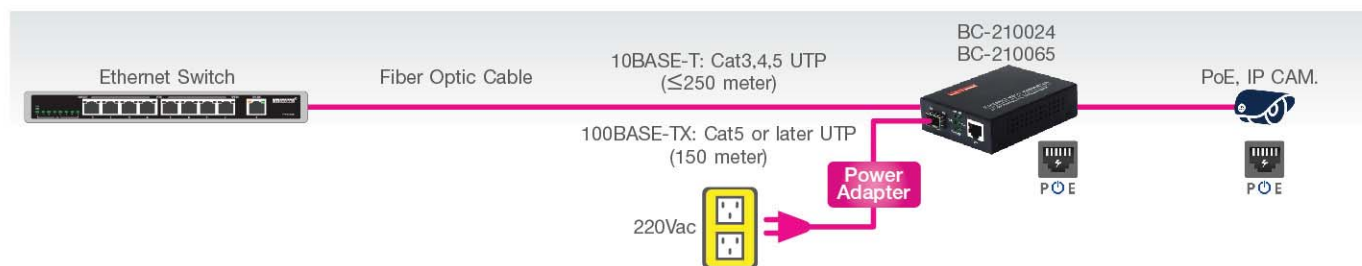 BC-210024
BC-210065
Ethernet Switch
Fiber Optic Cable
10BASE-T: Cat3,4,5 UTP
(≤250 meter)
PoE, IP CAM.
100BASE-TX: Cat5 or later UTP
(150 meter)
Power
Adapter
220Vac
POE
POE